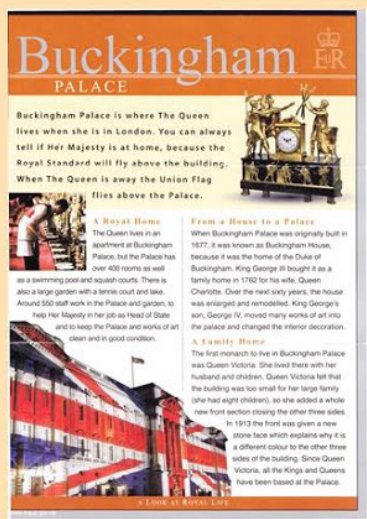 Buckingham
PALACE
EIIR
Buckingham Palace is where The Queen
lives when she is in London. You can always
tell if Her Majesty is at home, because the
Royal Standard will fly above the building.
When The Queen is away the Union Flag
flies above the Palace.
A Royal Home
The Queen lives in an
apartment at Buckingham
Palace, but the Palace has
over 400 rooms as well
as a swimming pool and squash courts. There is
also a large garden with a tennis court and lake.
Around 550 staff work in the Palace and garden, to
help Her Majesty in her job as Head of State
and to keep the Palace and works of art
clean and in good condition.
From a House to a Palace
When Buckingham Palace was originally built in
1677, it was known as Buckingham House,
because it was the home of the Duke of
Buckingham. King George III bought it as a
family home in 1762 for his wife, Queen
Charlotte. Over the next sixty years, the house
was enlarged and remodelled. King George's
son, George IV, moved many works of art into
the palace and changed the interior decoration.
A Family Home
The first monarch to live in Buckingham Palace
was Queen Victoria. She lived there with her
husband and children. Queen Victoria felt that
the building was too small for her large family
(she had eight children), so she added a whole
new front section closing the other three sides.
In 1913 the front was given a new
stone face which explains why it is
a different colour to the other three
sides of the building. Since Queen
Victoria, all the Kings and Queens
have been based at the Palace.
A LOOK AT ROYAL LIFE